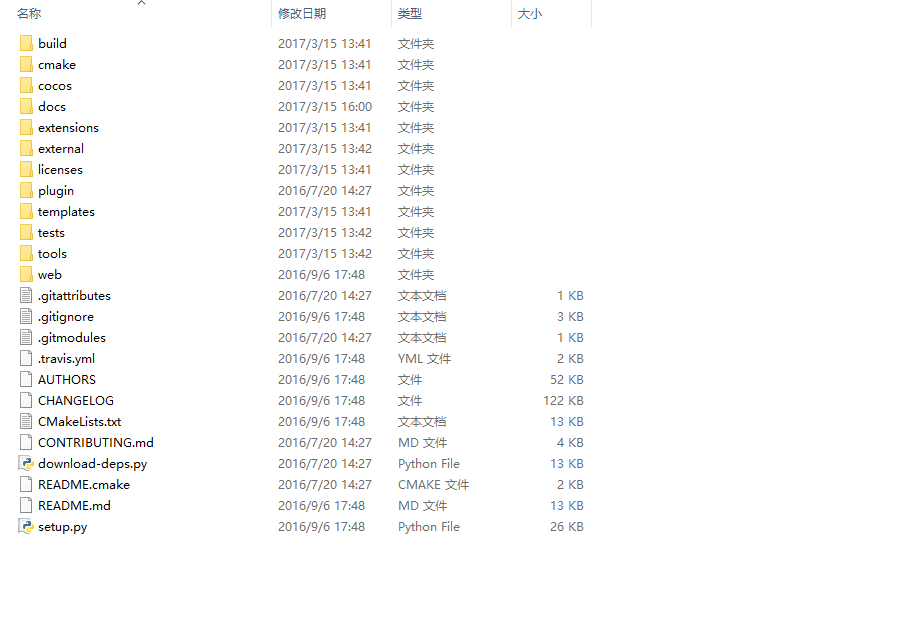 名称 修改日期 类型 大小
build 2017/3/15 13:41 文件夹
cmake 2017/3/15 13:41 文件夹
cocos 2017/3/15 13:41 文件夹
docs 2017/3/15 16:00 文件夹
extensions 2017/3/15 13:41 文件夹
external 2017/3/15 13:42 文件夹
licenses 2017/3/15 13:41 文件夹
plugin 2016/7/20 14:27 文件夹
templates 2017/3/15 13:41 文件夹
tests 2017/3/15 13:42 文件夹
tools 2017/3/15 13:42 文件夹
web 2016/9/6 17:48 文件夹
.gitattributes 2016/7/20 14:27 文本文档 1 KB
.gitignore 2016/9/6 17:48 文本文档 3 KB
.gitmodules 2016/7/20 14:27 文本文档 1 KB
.travis.yml 2016/9/6 17:48 YML 文件 2 KB
AUTHORS 2016/9/6 17:48 文件 52 KB
CHANGELOG 2016/9/6 17:48 文件 122 KB
CMakeLists.txt 2016/9/6 17:48 文本文档 13 KB
CONTRIBUTING.md 2016/7/20 14:27 MD 文件 4 KB
download-deps.py 2016/7/20 14:27 Python File 13 KB
README.cmake 2016/7/20 14:27 CMAKE 文件 2 KB
README.md 2016/9/6 17:48 MD 文件 13 KB
setup.py 2016/9/6 17:48 Python File 26 KB